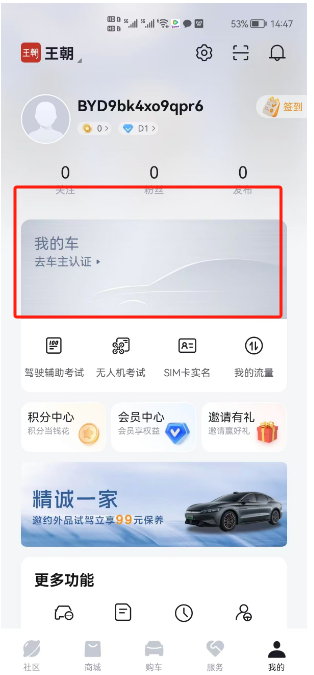 53% 14:47
王朝 王朝
BYD9bk4xo9qpr6
签到
0 > D1 >
0 0 0
关注 粉丝 发布
我的车
去车主认证
驾驶辅助考试 无人机考试 SIM卡实名 我的流量
积分中心 会员中心 邀请有礼
积分当钱花 会员享权益 邀请赢好礼
精诚一家
邀约外品试驾立享99元保养
更多功能
社区 商城 购车 服务 我的